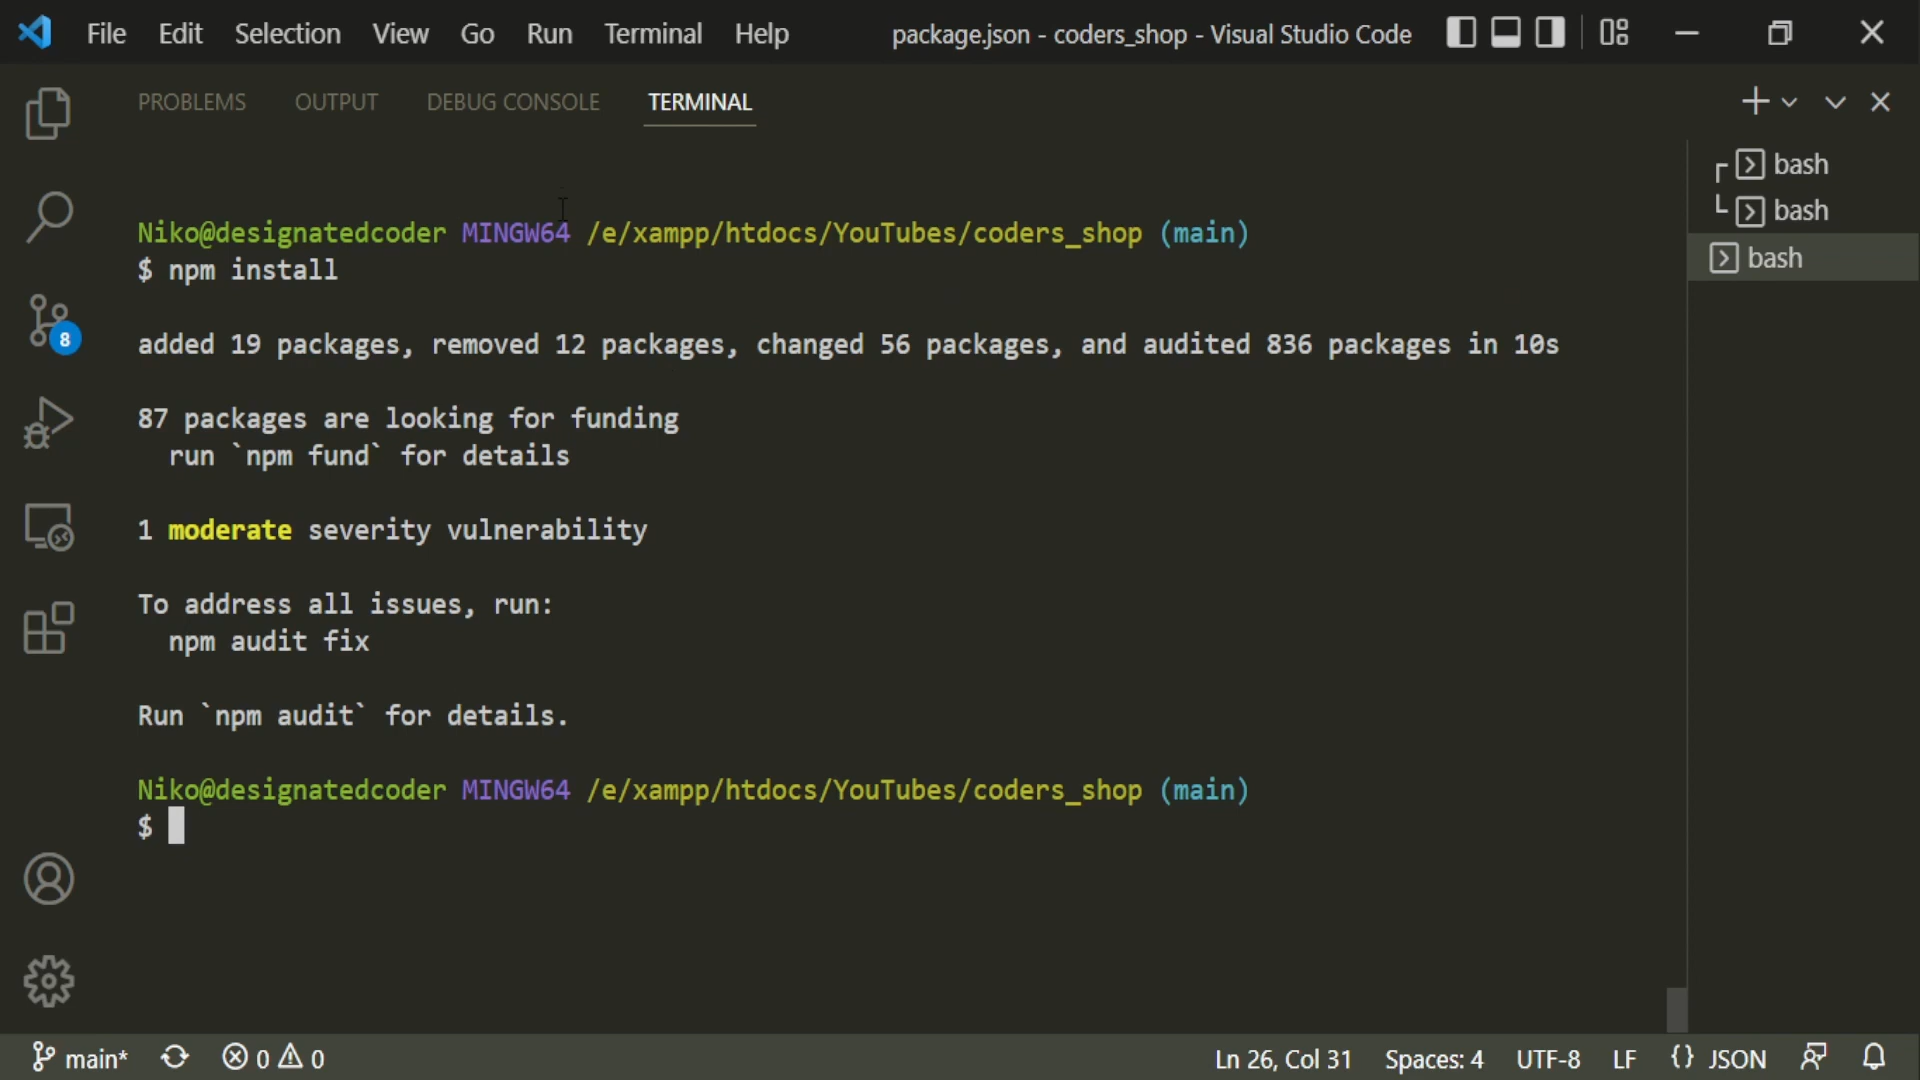 File Edit Selection View Go Run Terminal Help package.json - coders_shop - Visual Studio Code
PROBLEMS OUTPUT DEBUG CONSOLE TERMINAL
bash
bash
bash
Niko@designatedcoder MINGW64 /e/xampp/htdocs/YouTubes/coders_shop (main)
$ npm install
added 19 packages, removed 12 packages, changed 56 packages, and audited 836 packages in 10s
87 packages are looking for funding
run `npm fund` for details
1 moderate severity vulnerability
To address all issues, run:
npm audit fix
Run `npm audit` for details.
Niko@designatedcoder MINGW64 /e/xampp/htdocs/YouTubes/coders_shop (main)
$
8
main* 0 0 Ln 26, Col 31 Spaces: 4 UTF-8 LF {} JSON